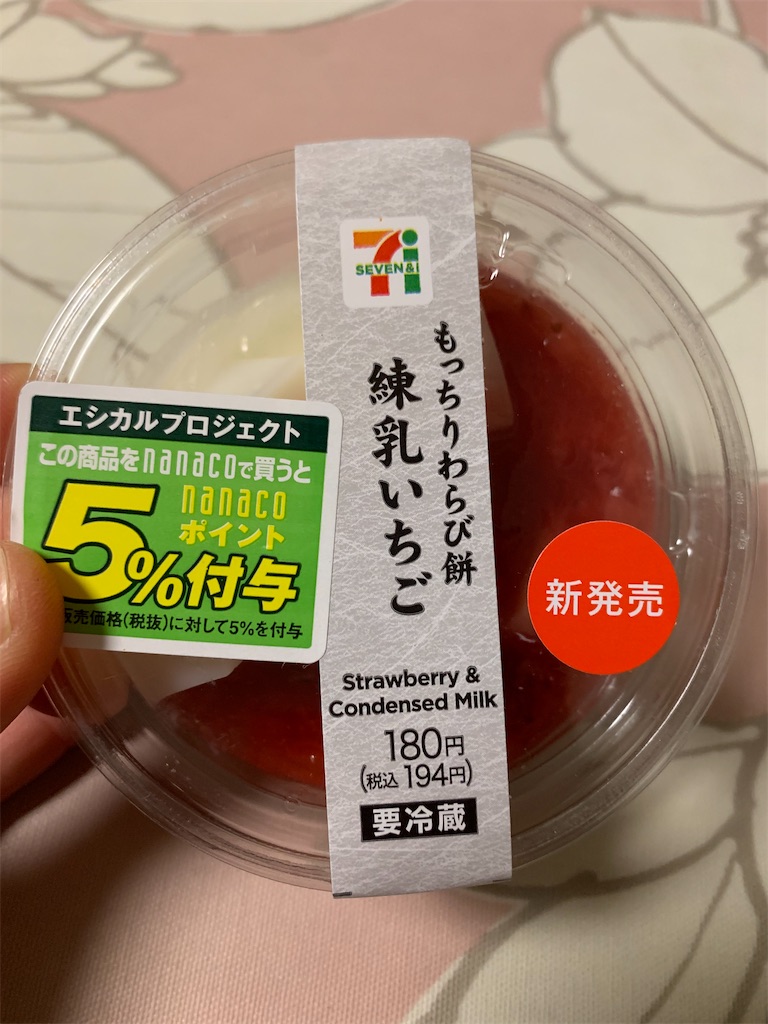 7i
SEVEN&i
もっちりわらび餅
練乳いちご
Strawberry &
Condensed Milk
180円
(税込 194円)
要冷蔵
エシカルプロジェクト
この商品をnanacoで買うと
nanaco
ポイント
5%付与
販売価格(税抜)に対して5%を付与
新発売